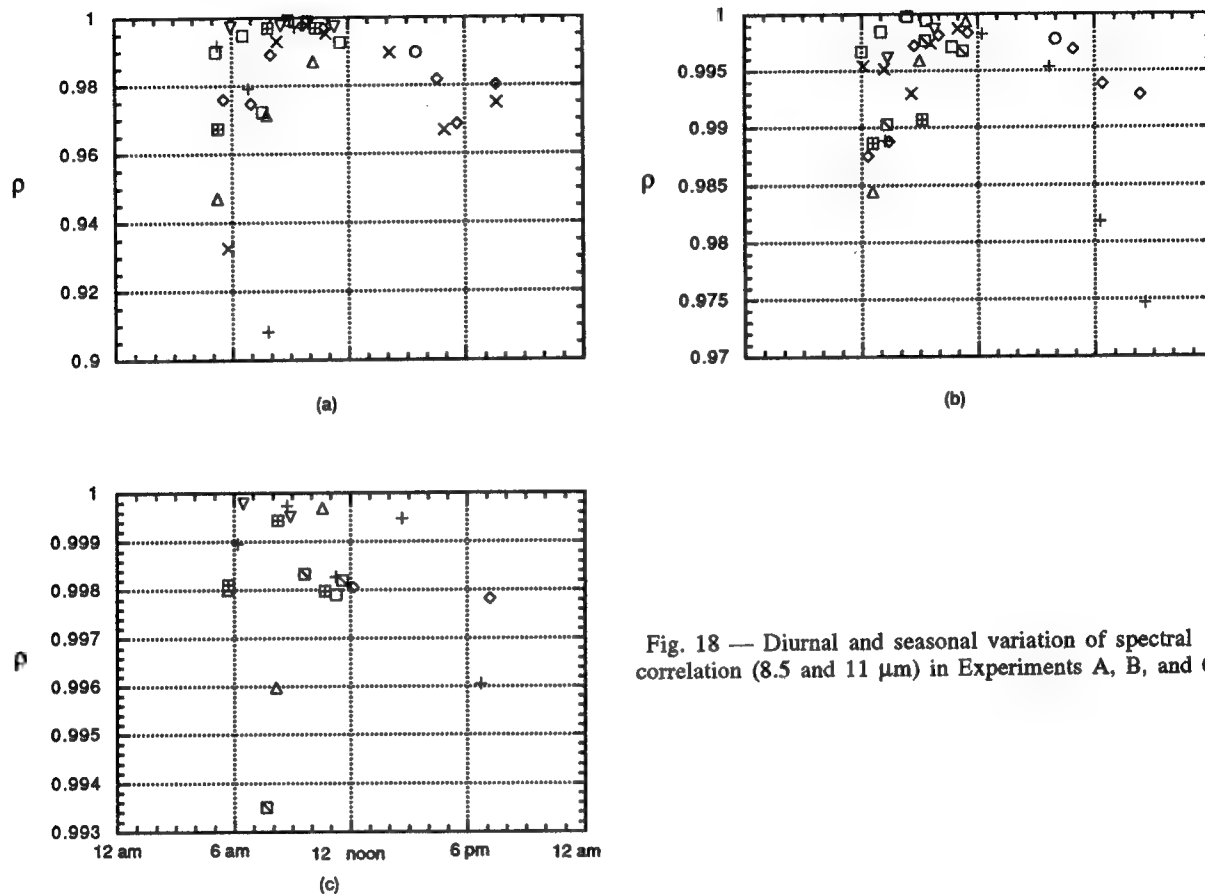 1
0.98
0.96
ρ
0.94
0.92
0.9
(a)
1
0.995
0.99
ρ
0.985
0.98
0.975
0.97
(b)
1
0.999
0.998
0.997
ρ
0.996
0.995
0.994
0.993
12 am 6 am 12 noon 6 pm 12 am
(c)
Fig. 18 — Diurnal and seasonal variation of spectral
correlation (8.5 and 11 μm) in Experiments A, B, and